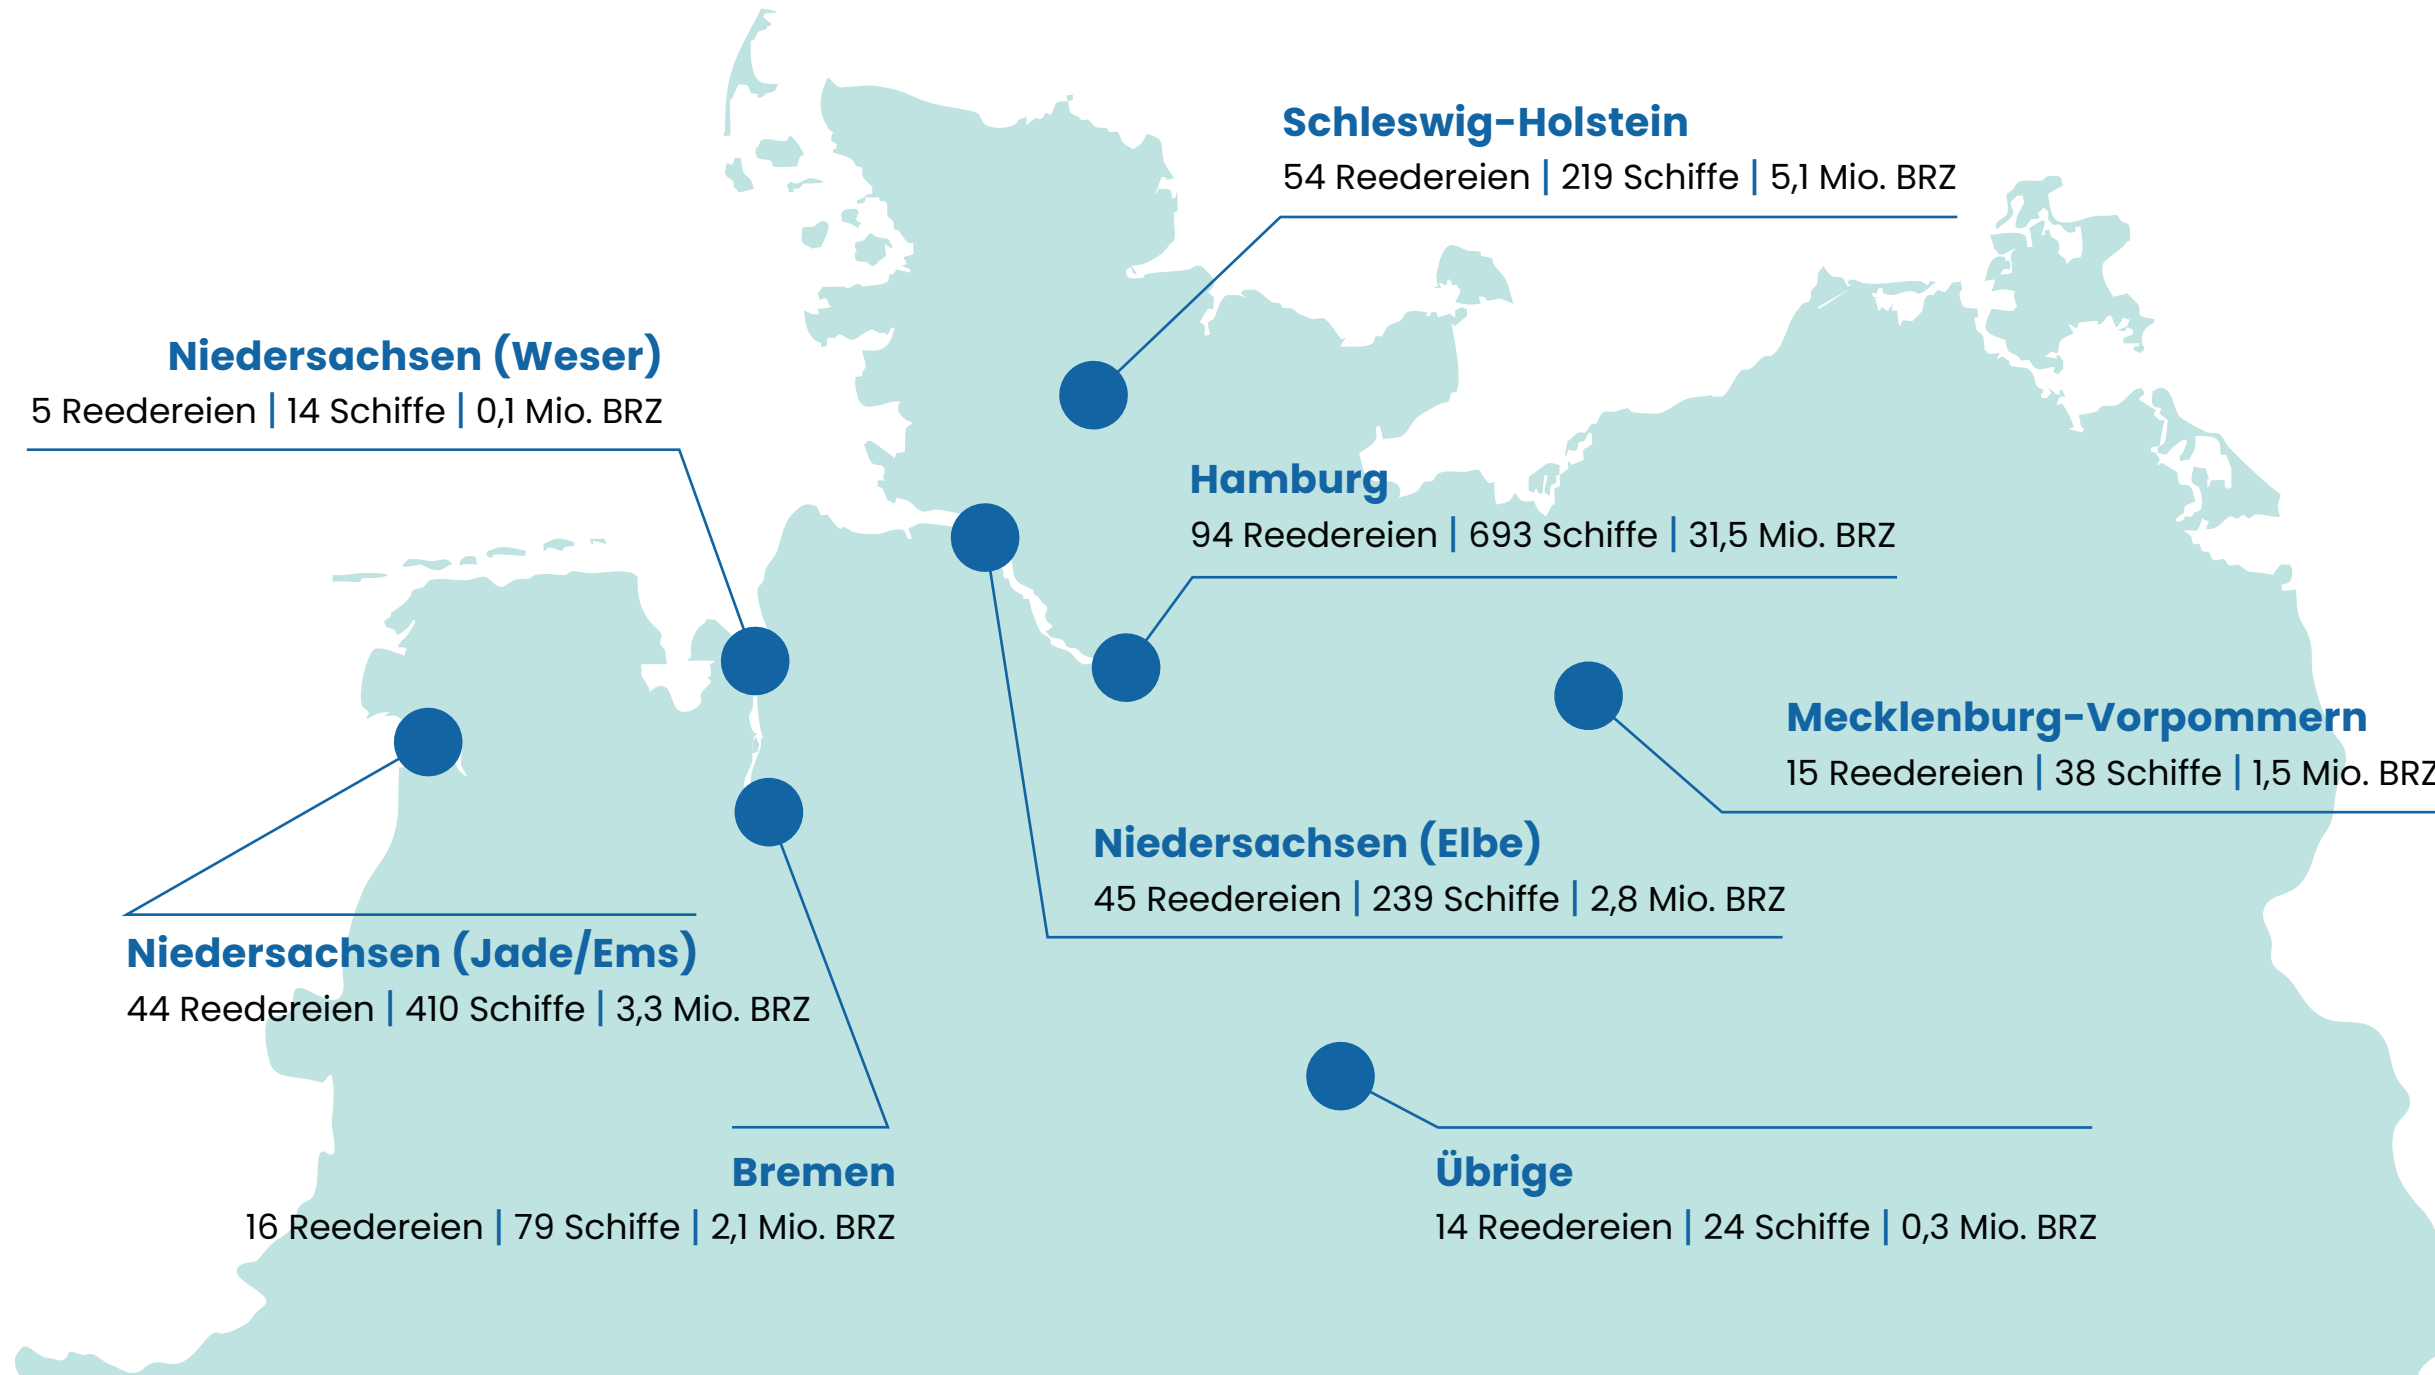 Schleswig-Holstein
54 Reedereien | 219 Schiffe | 5,1 Mio. BRZ
Niedersachsen (Weser)
5 Reedereien | 14 Schiffe | 0,1 Mio. BRZ
Hamburg
94 Reedereien | 693 Schiffe | 31,5 Mio. BRZ
Mecklenburg-Vorpommern
15 Reedereien | 38 Schiffe | 1,5 Mio. BRZ
Niedersachsen (Elbe)
45 Reedereien | 239 Schiffe | 2,8 Mio. BRZ
Niedersachsen (Jade/Ems)
44 Reedereien | 410 Schiffe | 3,3 Mio. BRZ
Bremen
16 Reedereien | 79 Schiffe | 2,1 Mio. BRZ
Übrige
14 Reedereien | 24 Schiffe | 0,3 Mio. BRZ